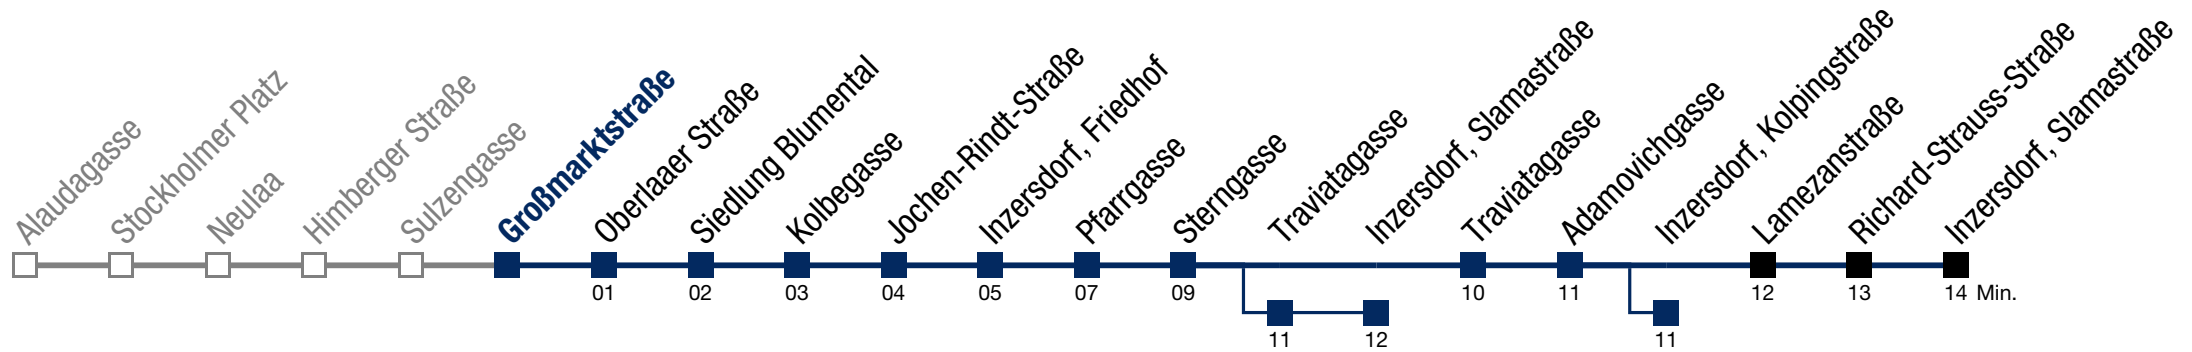 Alaudagasse
Stockholmer Platz
Neulaa
Himberger Straße
Sulzengasse
Großmarktstraße
Oberlaaer Straße
Siedlung Blumental
Kolbegasse
Jochen-Rindt-Straße
Inzersdorf, Friedhof
Pfarrgasse
Sterngasse
Traviatagasse
Inzersdorf, Slamastraße
Traviatagasse
Adamovichgasse
Inzersdorf, Kolpingstraße
Lamezanstraße
Richard-Strauss-Straße
Inzersdorf, Slamastraße
01 02 03 04 05 07 09 10 11 12 13 14 Min.
11 12 11